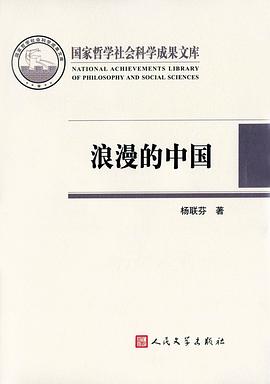 国家哲学社会科学成果文库
NATIONAL ACHIEVEMENTS LIBRARY
OF PHILOSOPHY AND SOCIAL SCIENCES
浪漫的中国
杨联芬 著
人民文学出版社